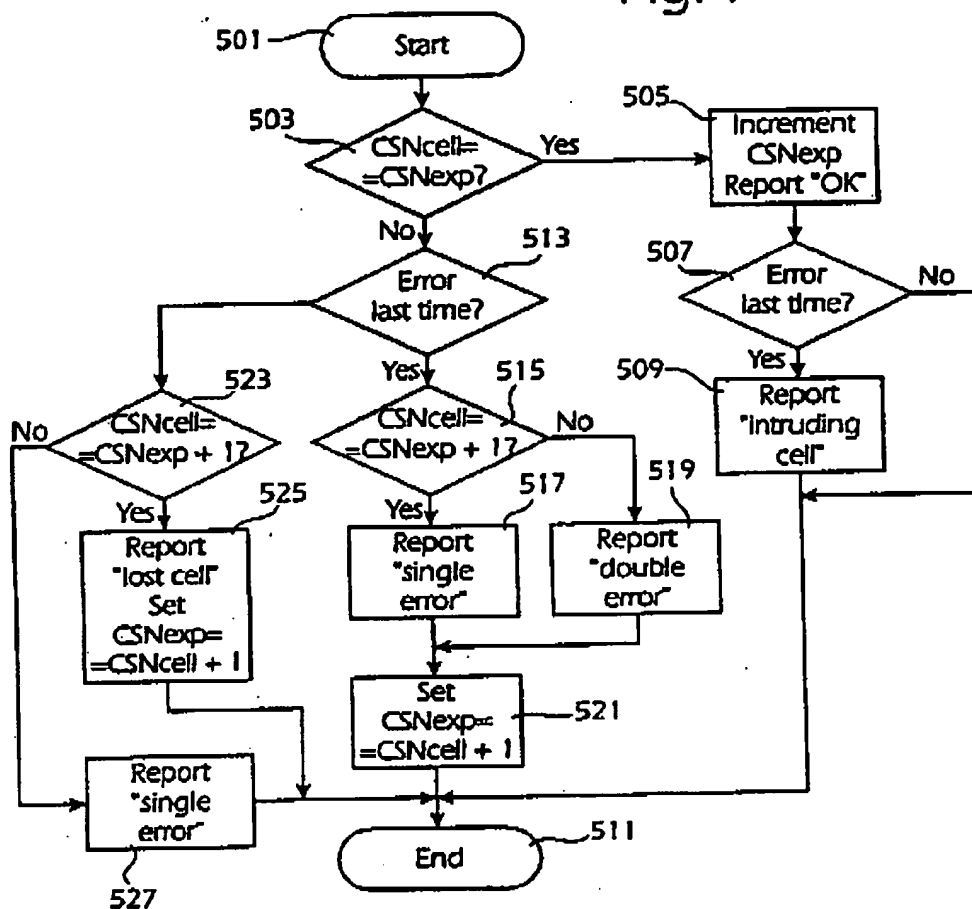 Fig.
501
Start
503
CSNcell=
=CSNexp?
Yes
505
Increment
CSNexp
Report "OK"
No
513
Error
last time?
507
Error
last time?
No
Yes
509
Report
"intruding
cell"
523
CSNcell=
=CSNexp + 1?
No
Yes
515
CSNcell=
=CSNexp + 1?
No
Yes
525
Report
"lost cell"
Set
CSNexp=
=CSNcell + 1
Yes
517
Report
"single
error"
519
Report
"double
error"
Set
CSNexp=
=CSNcell + 1
521
Report
"single
error"
527
End
511